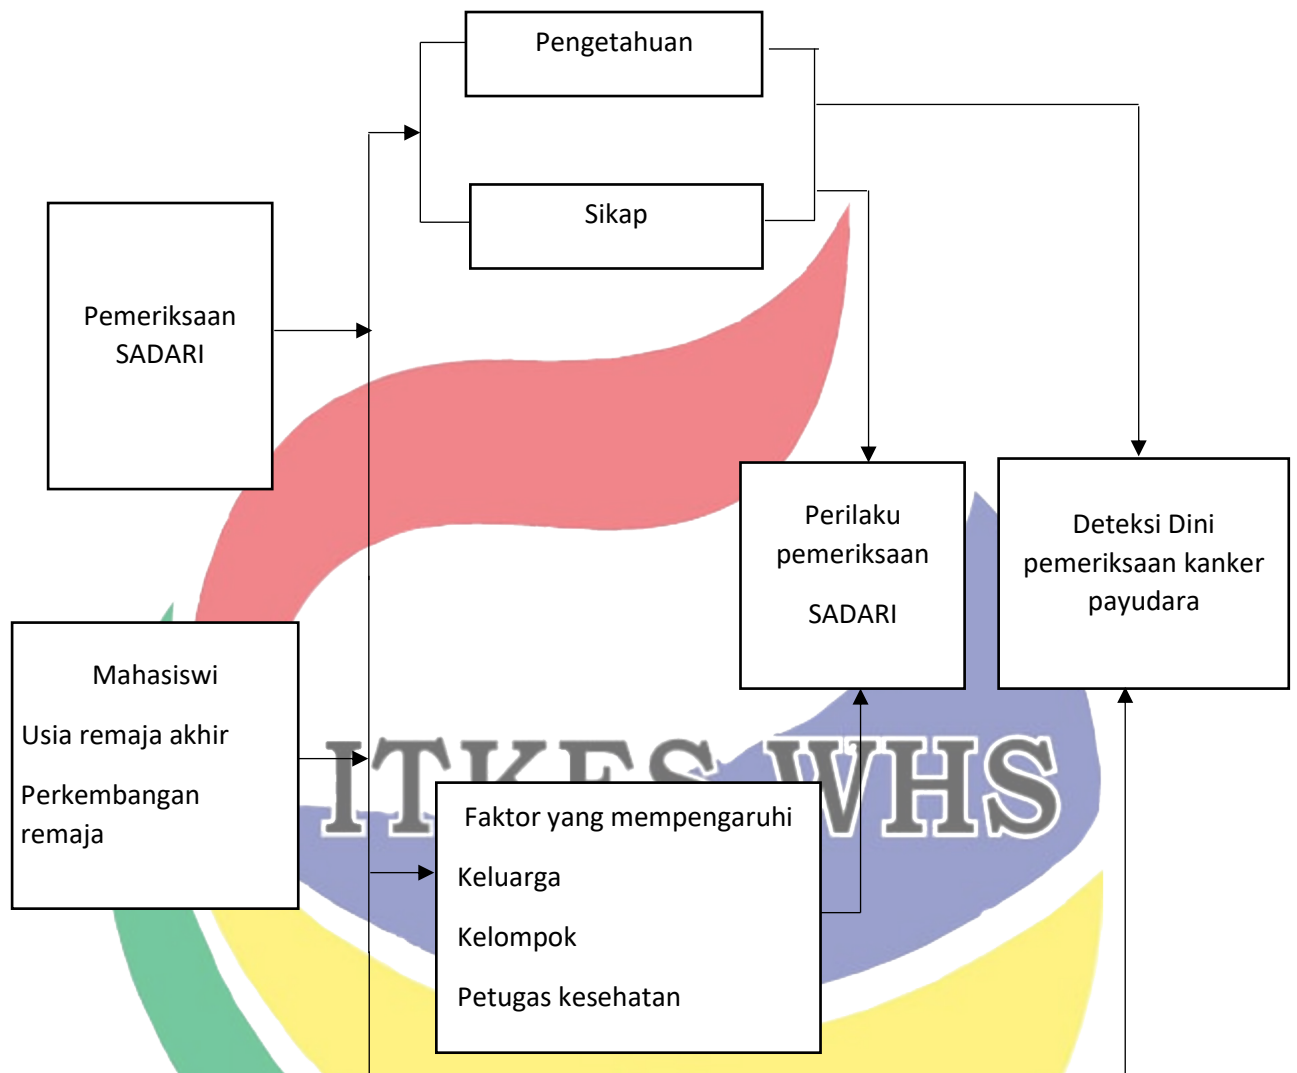 Pengetahuan
Sikap
Pemeriksaan
SADARI
Perilaku
pemeriksaan
SADARI
Deteksi Dini
pemeriksaan kanker
payudara
Mahasiswi
Usia remaja akhir
Perkembangan
remaja
ITKES WHS
Faktor yang mempengaruhi
Keluarga
Kelompok
Petugas kesehatan